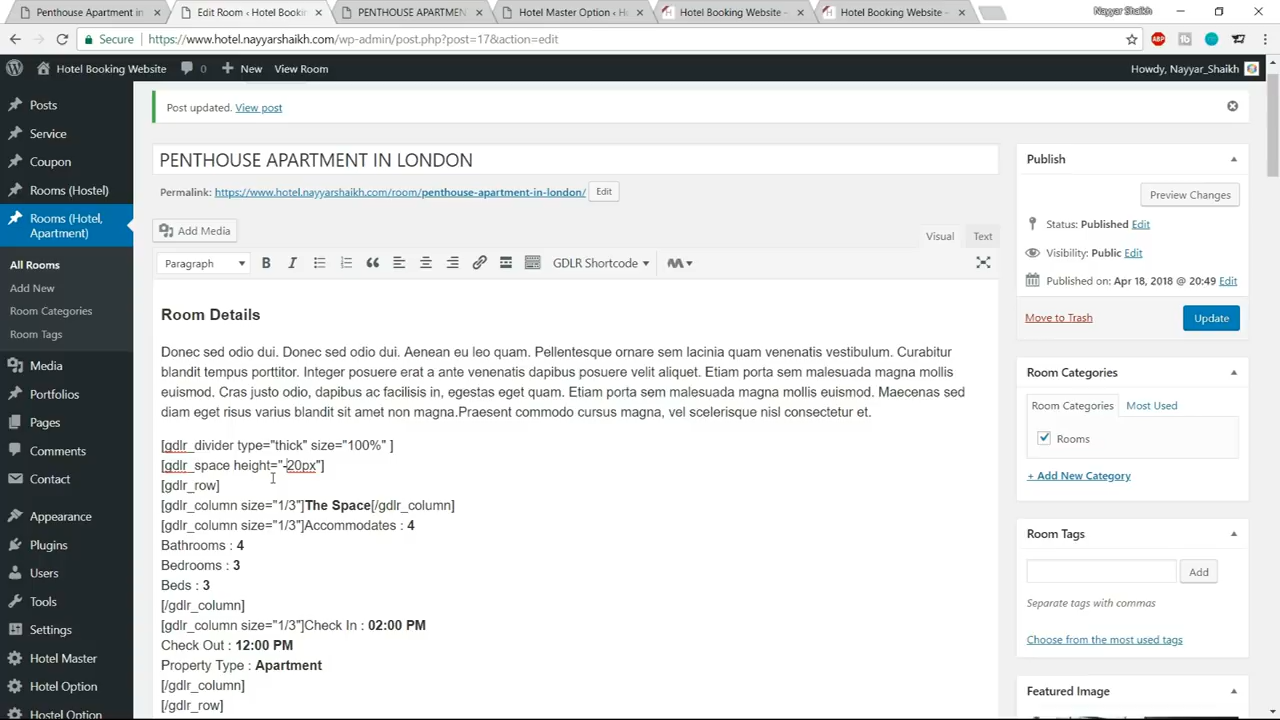 Penthouse Apartment in
Edit Room ‹ Hotel Bookin
PENTHOUSE APARTMEN
Hotel Master Option ‹ H
Hotel Booking Website –
Hotel Booking Website –
Nayyar Shaikh
Secure
https://www.hotel.nayyarshaikh.com/wp-admin/post.php?post=17&action=edit
Hotel Booking Website
0
New
View Room
Howdy, Nayyar_Shaikh
Posts
Service
Coupon
Rooms (Hostel)
Rooms (Hotel,
Apartment)
All Rooms
Add New
Room Categories
Room Tags
Media
Portfolios
Pages
Comments
Contact
Appearance
Plugins
Users
Tools
Settings
Hotel Master
Hotel Option
Hostel Option
Post updated. View post
PENTHOUSE APARTMENT IN LONDON
Permalink: https://www.hotel.nayyarshaikh.com/room/penthouse-apartment-in-london/ Edit
Add Media
Visual
Text
Paragraph
B
I
GDLR Shortcode
Room Details
Donec sed odio dui. Donec sed odio dui. Aenean eu leo quam. Pellentesque ornare sem lacinia quam venenatis vestibulum. Curabitur
blandit tempus porttitor. Integer posuere erat a ante venenatis dapibus posuere velit aliquet. Etiam porta sem malesuada magna mollis
euismod. Cras justo odio, dapibus ac facilisis in, egestas eget quam. Etiam porta sem malesuada magna mollis euismod. Maecenas sed
diam eget risus varius blandit sit amet non magna.Praesent commodo cursus magna, vel scelerisque nisl consectetur et.
[gdlr_divider type="thick" size="100%" ]
[gdlr_space height="-20px"]
[gdlr_row]
[gdlr_column size="1/3"]The Space[/gdlr_column]
[gdlr_column size="1/3"]Accommodates : 4
Bathrooms : 4
Bedrooms : 3
Beds : 3
[/gdlr_column]
[gdlr_column size="1/3"]Check In : 02:00 PM
Check Out : 12:00 PM
Property Type : Apartment
[/gdlr_column]
[/gdlr_row]
Publish
Preview Changes
Status: Published Edit
Visibility: Public Edit
Published on: Apr 18, 2018 @ 20:49 Edit
Move to Trash
Update
Room Categories
Room Categories
Most Used
Rooms
+ Add New Category
Room Tags
Add
Separate tags with commas
Choose from the most used tags
Featured Image